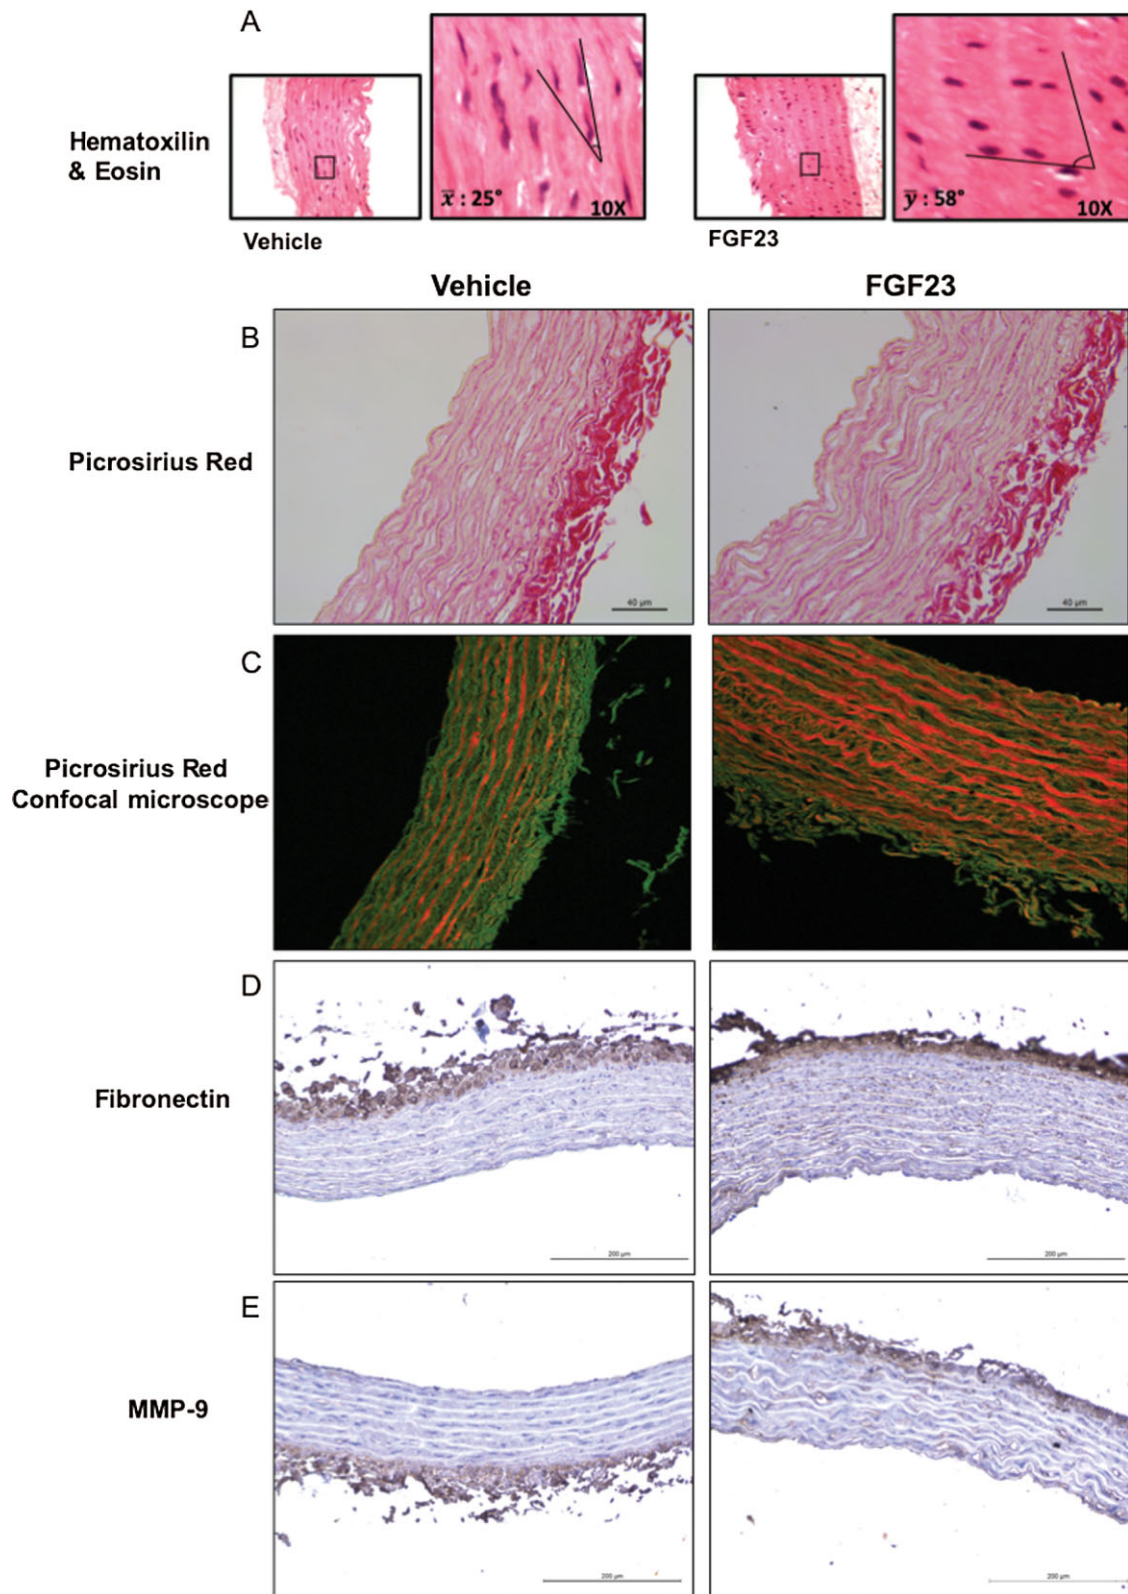 A
Hematoxilin
& Eosin
x̅ : 25°
10X
y̅ : 58°
10X
Vehicle
FGF23
Vehicle
FGF23
B
Picrosirius Red
40 µm
40 µm
C
Picrosirius Red
Confocal microscope
D
Fibronectin
200 µm
200 µm
E
MMP-9
200 µm
200 µm